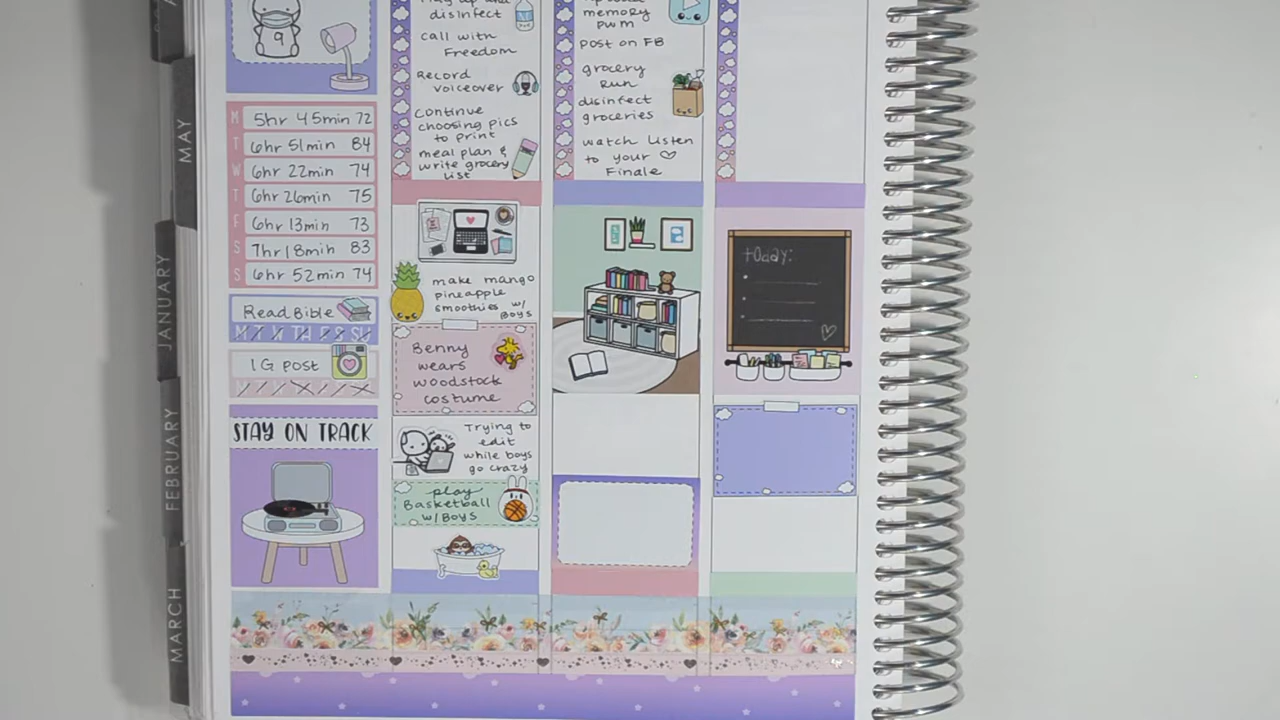 MAY
JANUARY
FEBRUARY
MARCH
9
M 5hr 45min 72
T 6hr 51min 84
W 6hr 22min 74
T 6hr 26min 75
F 6hr 13min 73
S 7hr 18min 83
S 6hr 52min 74
Read Bible
M T W TH F S SU
IG post
STAY ON TRACK
disinfect
call with
Freedom
Record
voiceover
Continue
choosing pics
to print
meal plan &
write grocery
list
make mango
pineapple
smoothies w/
Boys
Benny
wears
woodstock
costume
Trying to
edit
while boys
go crazy
play
Basketball
w/Boys
memory
pwm
post on FB
grocery
run
disinfect
groceries
watch Listen
to your
Finale
today: